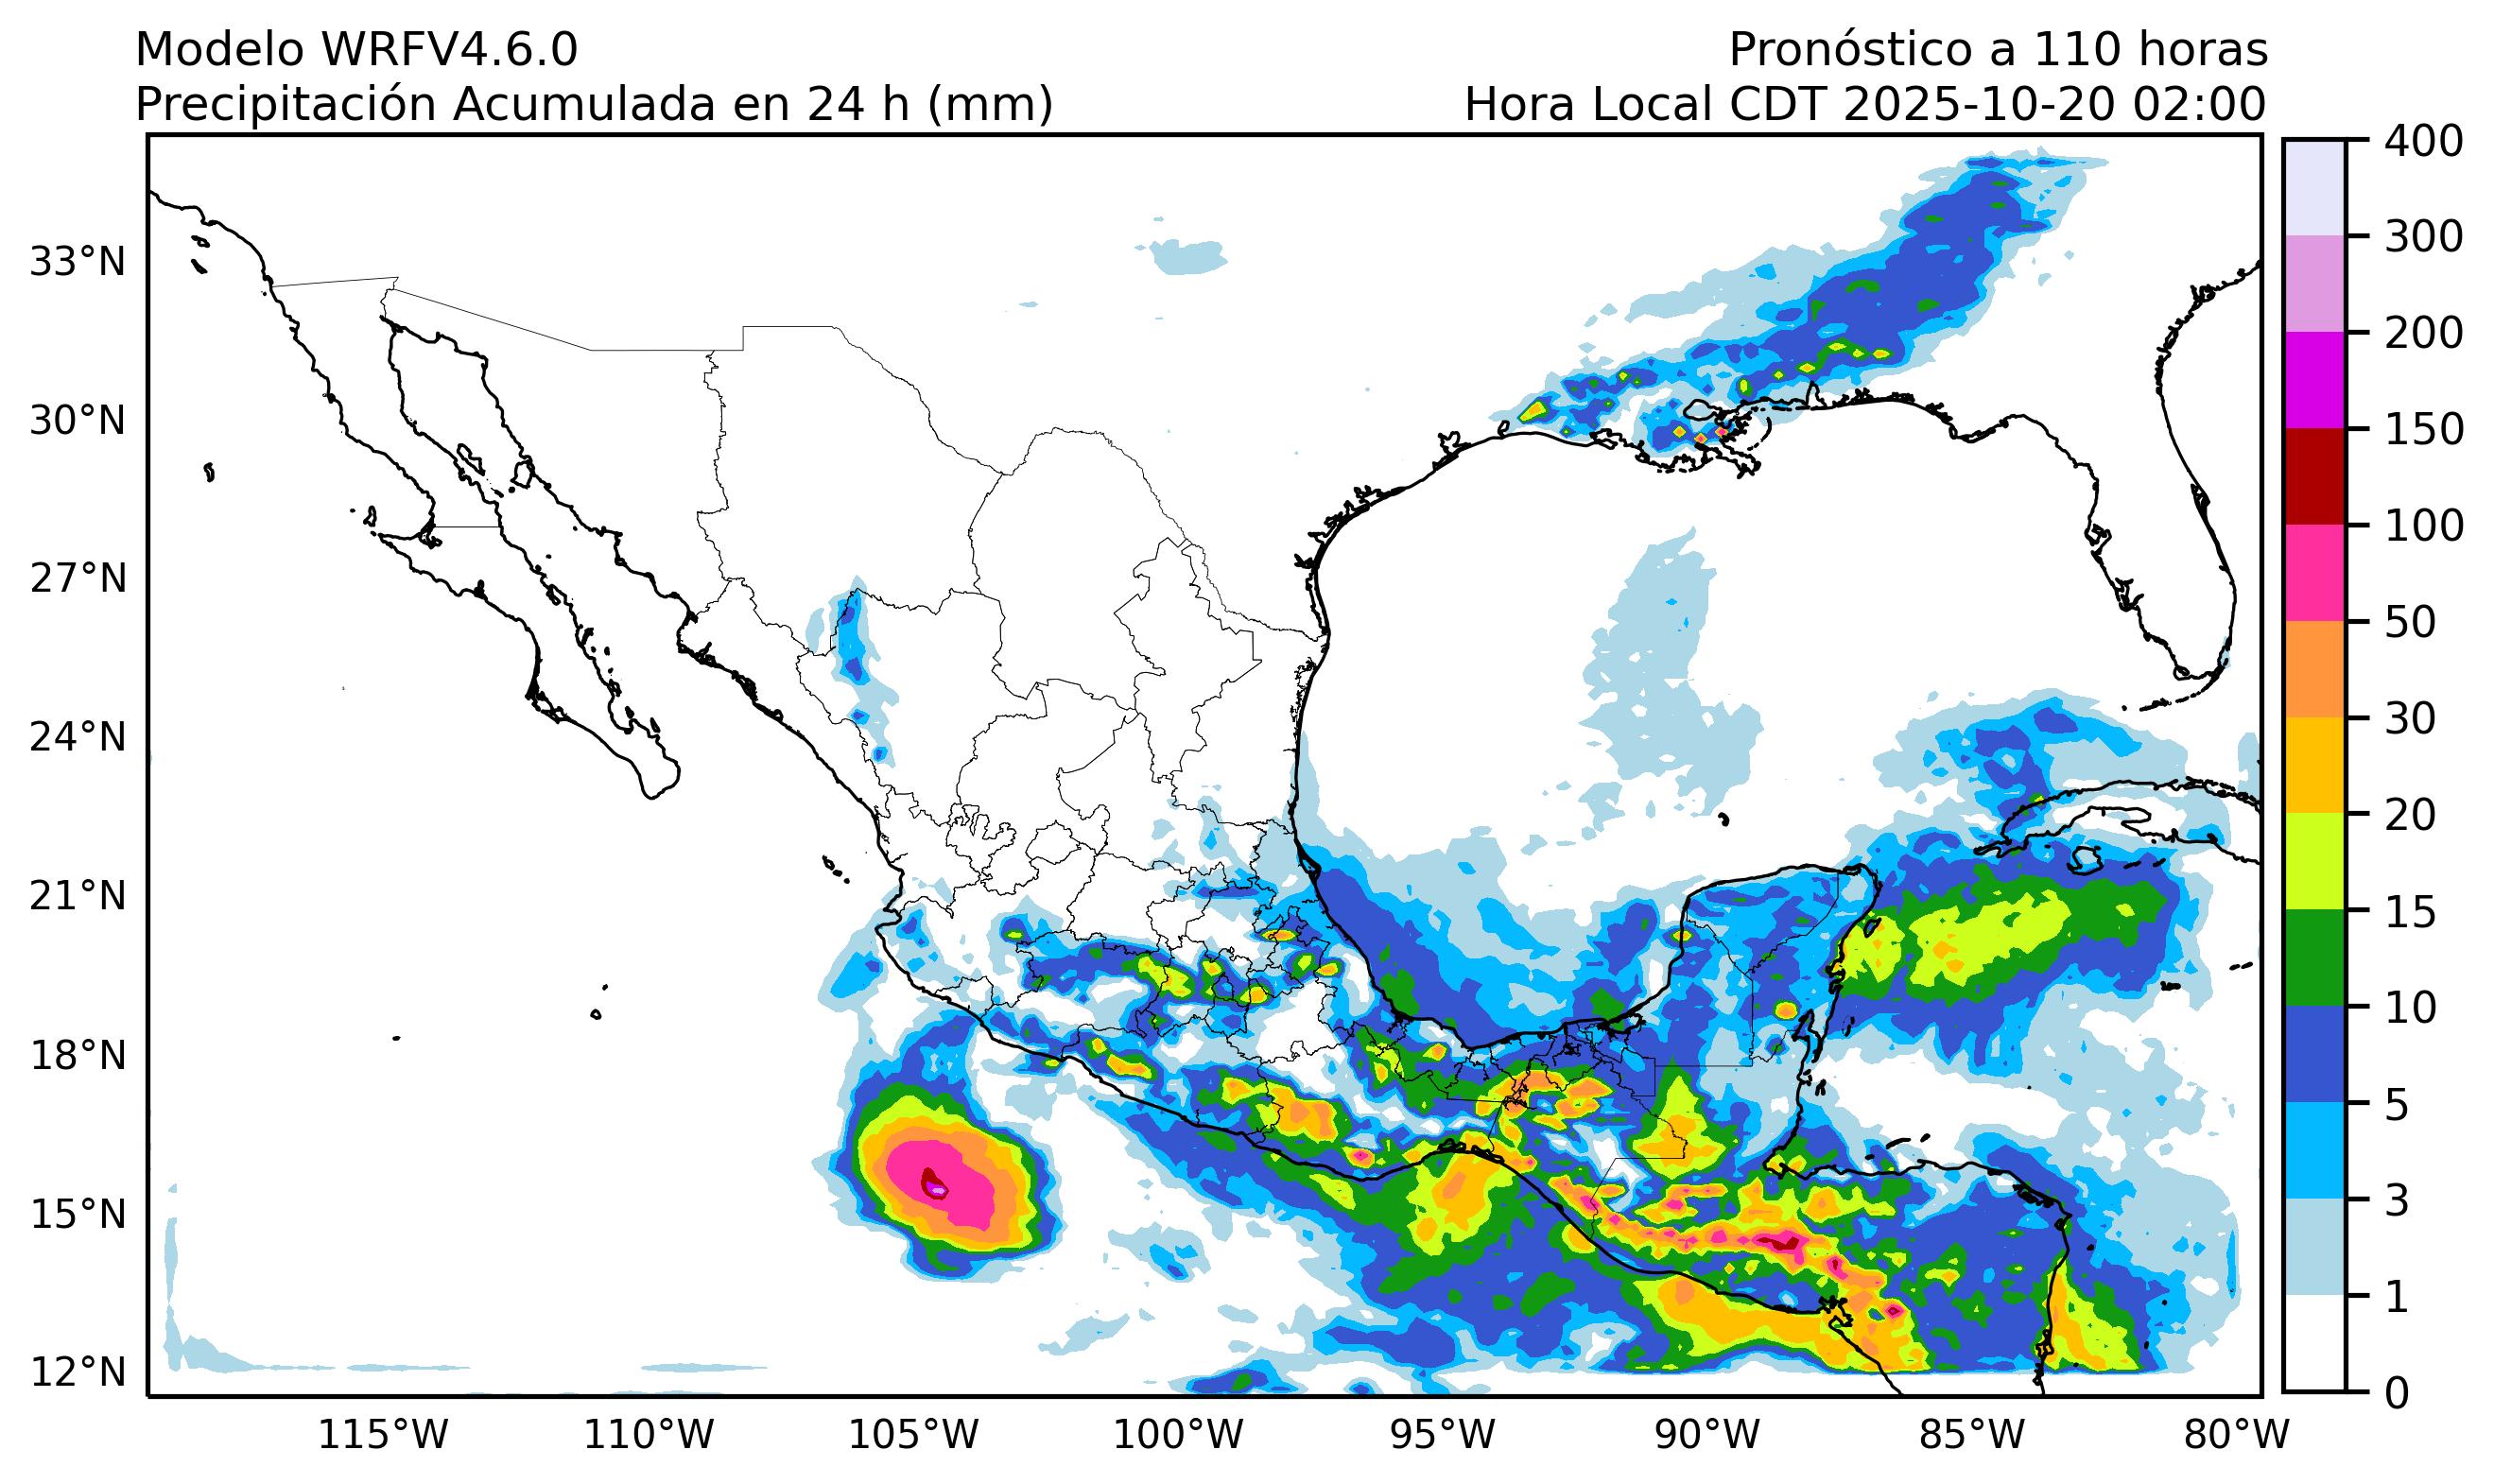 Modelo WRFV4.6.0
Pronóstico a 110 horas
Precipitación Acumulada en 24 h (mm)
Hora Local CDT 2025-10-20 02:00
33°N
30°N
27°N
24°N
21°N
18°N
15°N
12°N
115°W
110°W
105°W
100°W
95°W
90°W
85°W
80°W
400
300
200
150
100
50
30
20
15
10
5
3
1
0